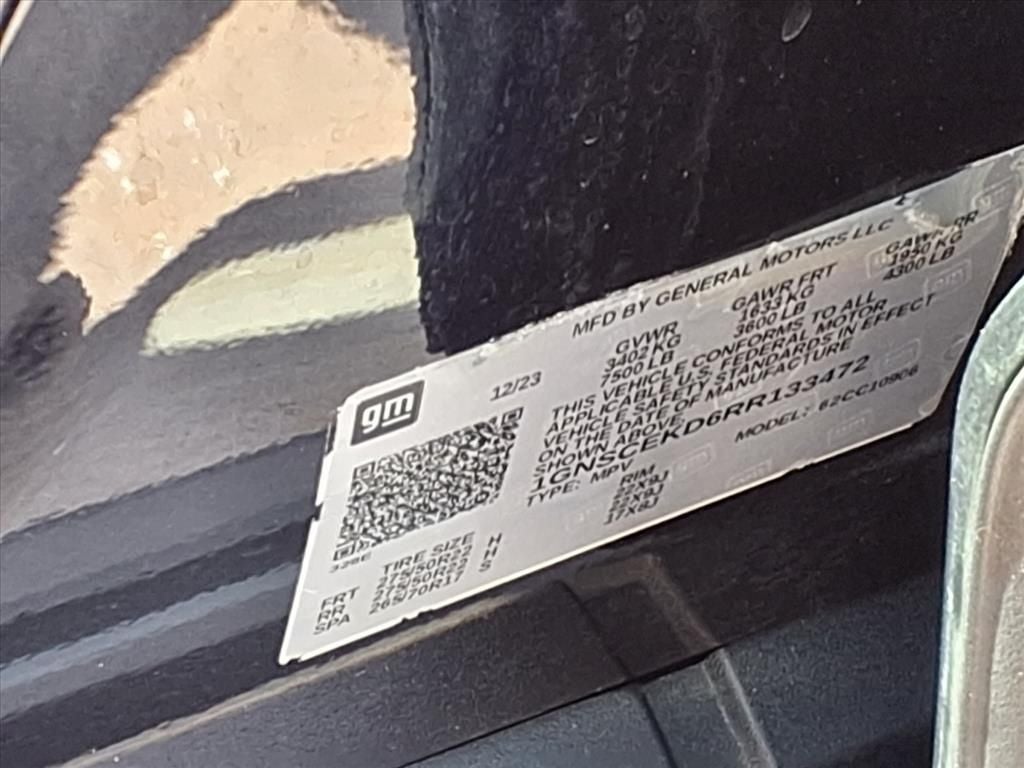 gm
12/23
MFD BY GENERAL MOTORS LLC
GVWR GAWR FRT GAWR RR
3402 KG 1633 KG 1950 KG
7500 LB 3600 LB 4300 LB
THIS VEHICLE CONFORMS TO ALL
APPLICABLE U.S. FEDERAL MOTOR
VEHICLE SAFETY STANDARDS IN EFFECT
ON THE DATE OF MANUFACTURE
SHOWN ABOVE.
1GNSCEKD6RR133472
TYPE: MPV MODEL: 62CC10906
TIRE SIZE RIM
FRT 275/50R22 H 22X9J
RR 275/50R22 H 22X9J
SPA 265/70R17 S 17X8J